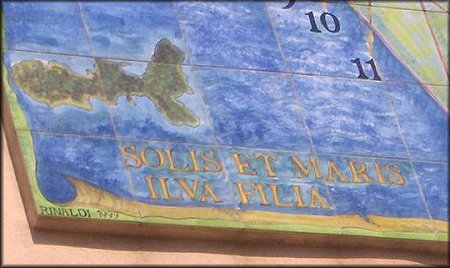 10
11
SOLIS ET MARIS
ILVA FILIA
RINALDI 1999